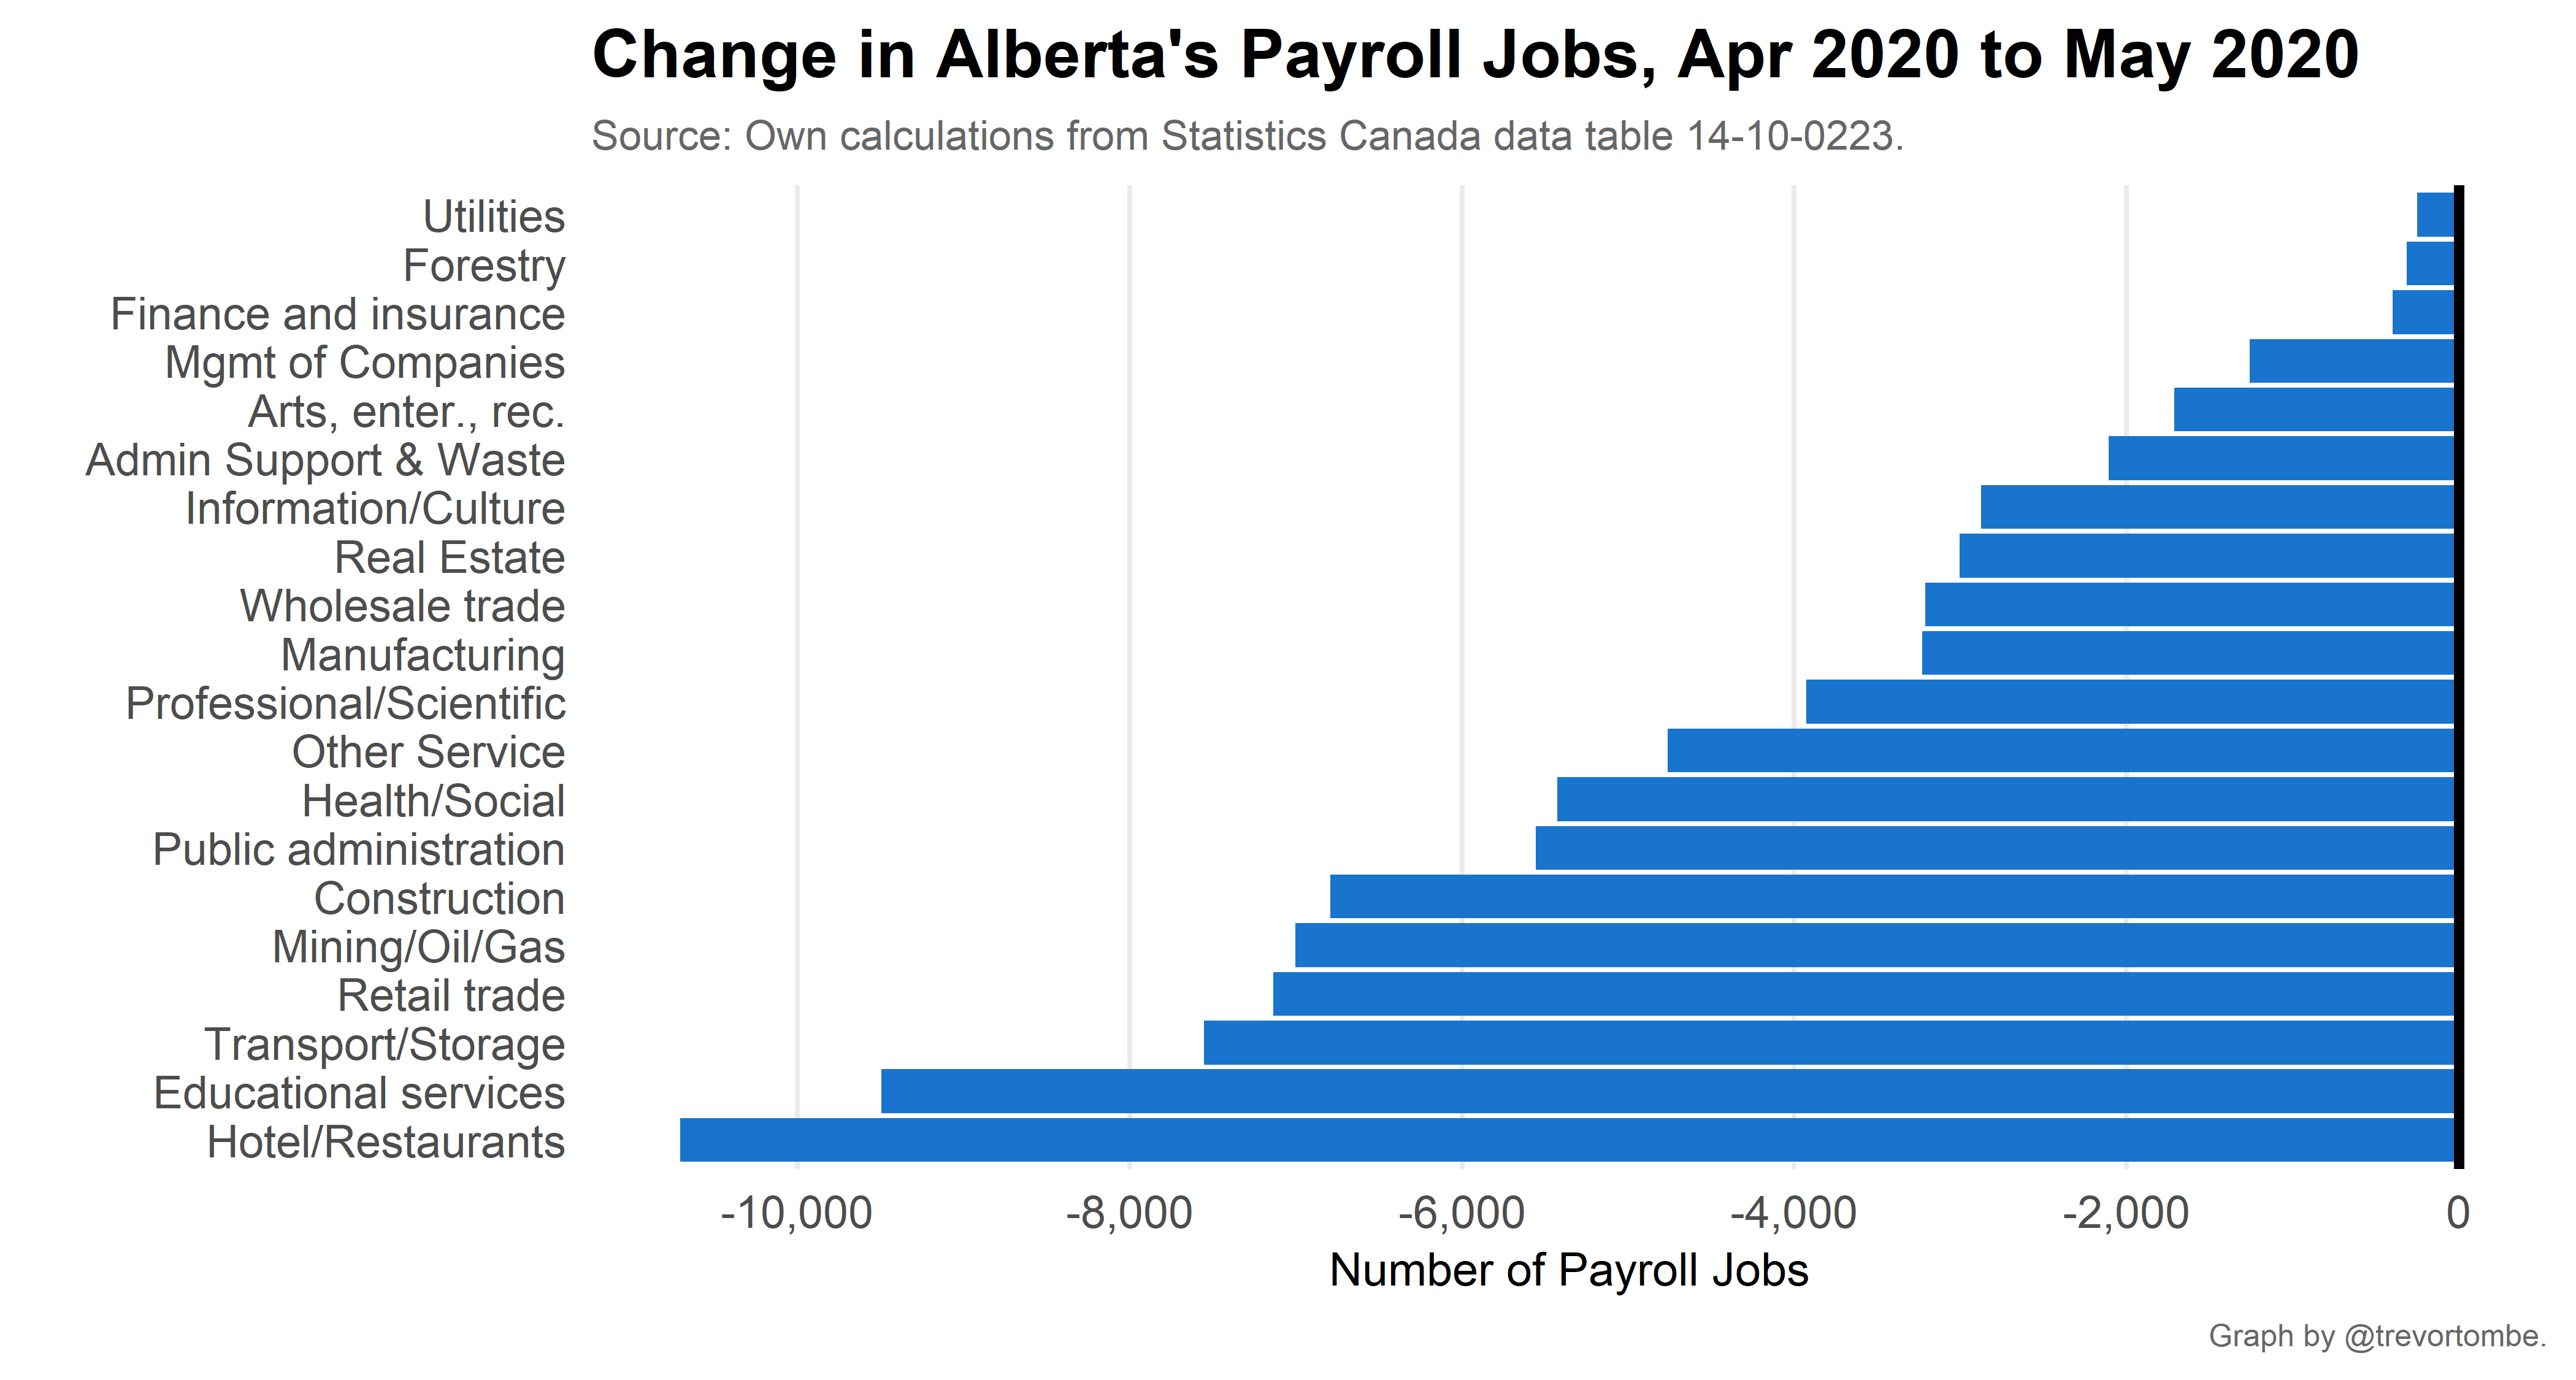 Change in Alberta's Payroll Jobs, Apr 2020 to May 2020
Source: Own calculations from Statistics Canada data table 14-10-0223.
Utilities
Forestry
Finance and insurance
Mgmt of Companies
Arts, enter., rec.
Admin Support & Waste
Information/Culture
Real Estate
Wholesale trade
Manufacturing
Professional/Scientific
Other Service
Health/Social
Public administration
Construction
Mining/Oil/Gas
Retail trade
Transport/Storage
Educational services
Hotel/Restaurants
-10,000 -8,000 -6,000 -4,000 -2,000 0
Number of Payroll Jobs
Graph by @trevortombe.